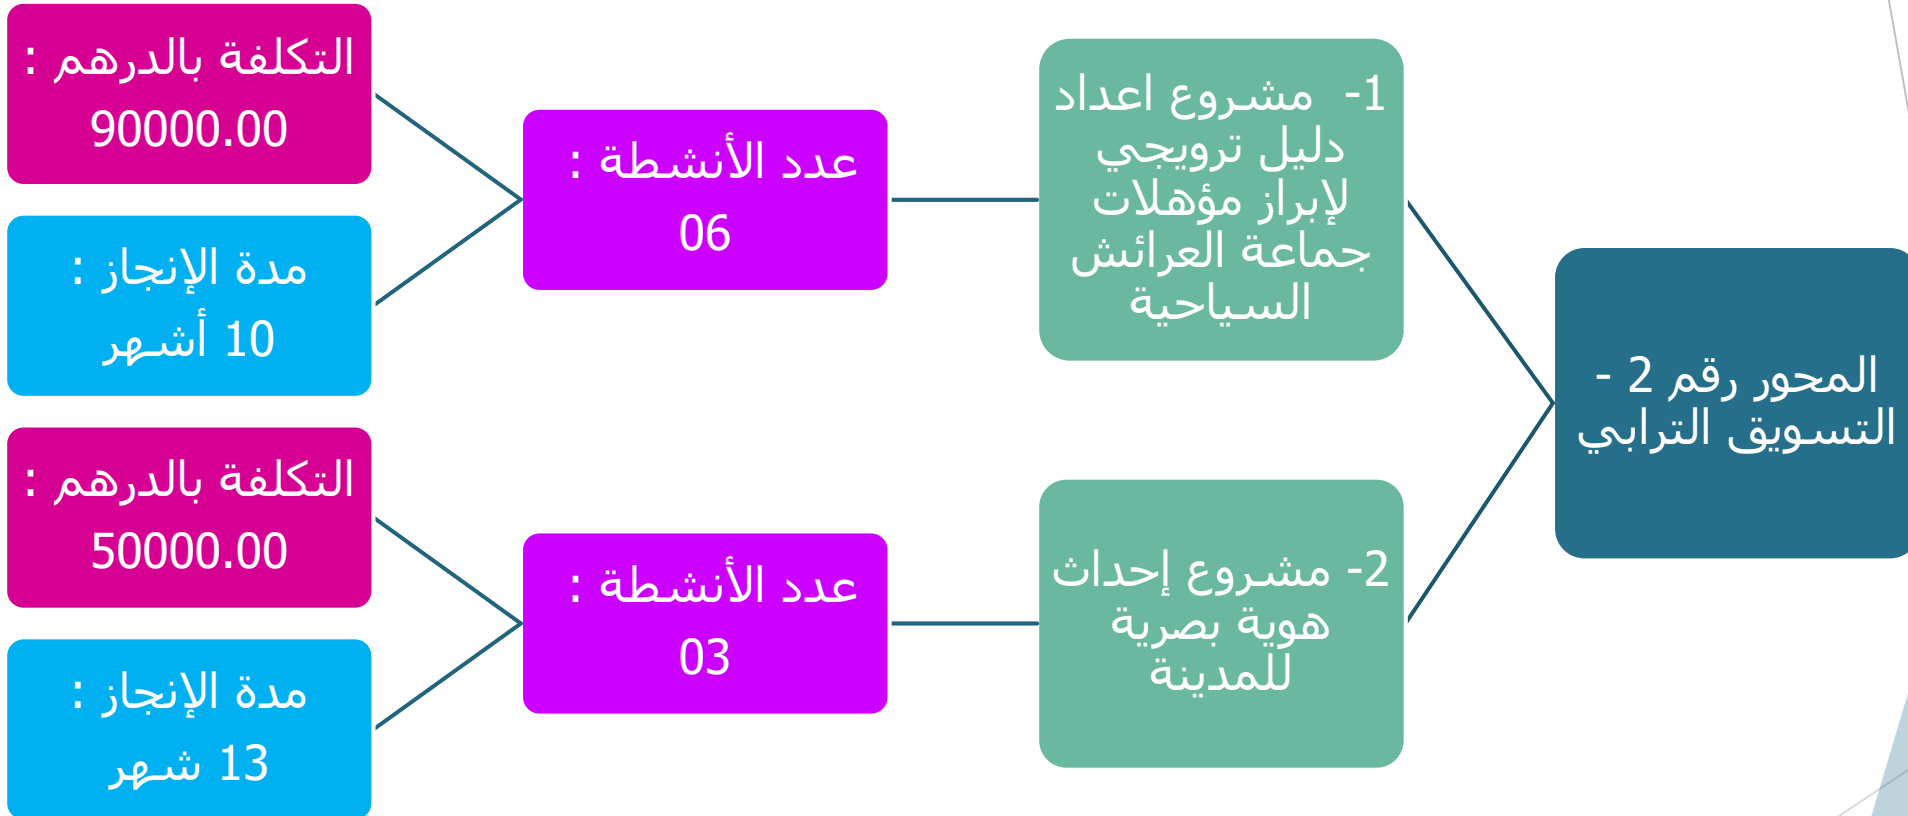 المحور رقم 2 -
التسويق الترابي
1- مشروع اعداد
دليل ترويجي
لإبراز مؤهلات
جماعة العرائش
السياحية
عدد الأنشطة :
06
التكلفة بالدرهم :
90000.00
مدة الإنجاز :
10 أشهر
2- مشروع إحداث
هوية بصرية
للمدينة
عدد الأنشطة :
03
التكلفة بالدرهم :
50000.00
مدة الإنجاز :
13 شهر